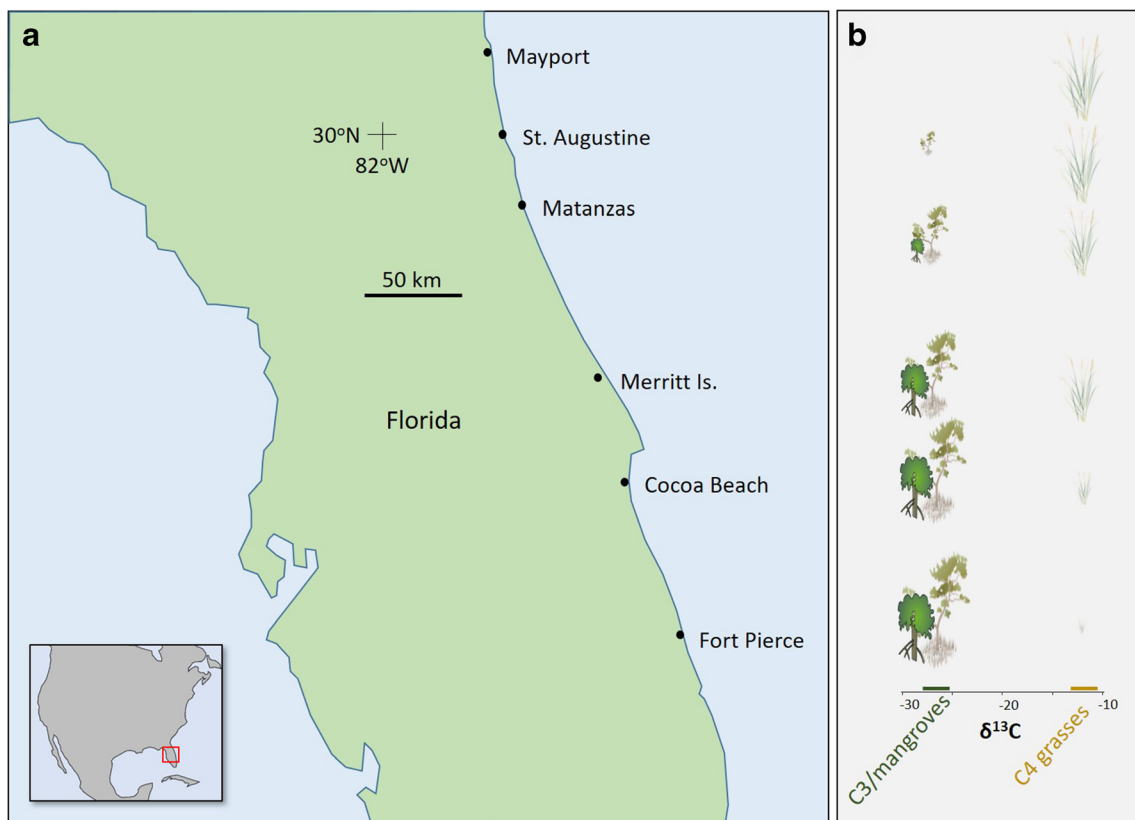 a
Mayport
30°N
82°W
St. Augustine
Matanzas
50 km
Merritt Is.
Florida
Cocoa Beach
Fort Pierce
b
-30
-20
-10
δ¹³C
C3/mangroves
C4 grasses